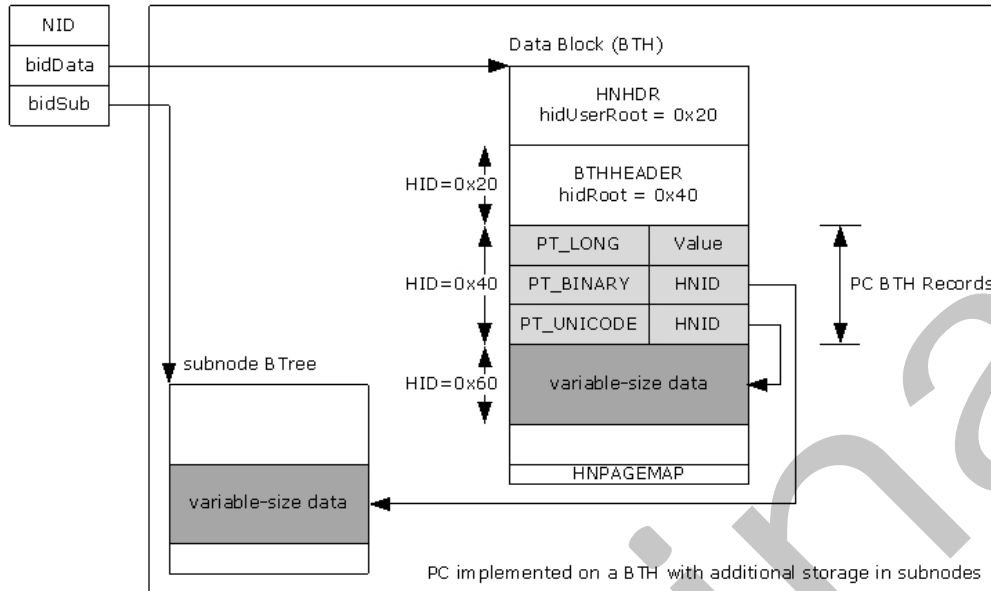 NID
bidData
bidSub
Data Block (BTH)
HNHDR
hidUserRoot = 0x20
HID=0x20
BTHHEADER
hidRoot = 0x40
PT_LONG Value
HID=0x40 PT_BINARY HNID PC BTH Records
PT_UNICODE HNID
subnode BTree
HID=0x60 variable-size data
HNPAGEMAP
variable-size data
PC implemented on a BTH with additional storage in subnodes